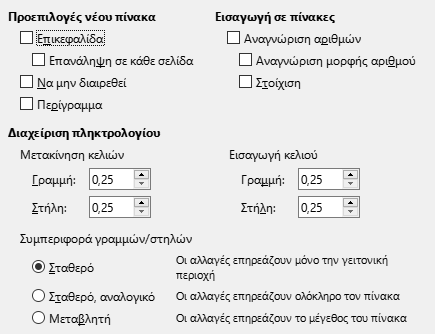 Προεπιλογές νέου πίνακα
Εισαγωγή σε πίνακες
Επικεφαλίδα
Αναγνώριση αριθμών
Επανάληψη σε κάθε σελίδα
Αναγνώριση μορφής αριθμού
Να μην διαιρεθεί
Στοίχιση
Περίγραμμα
Διαχείριση πληκτρολογίου
Μετακίνηση κελιών
Εισαγωγή κελιού
Γραμμή: 0,25
Γραμμή: 0,25
Στήλη: 0,25
Στήλη: 0,25
Συμπεριφορά γραμμών/στηλών
Σταθερό
Οι αλλαγές επηρεάζουν μόνο την γειτονική
περιοχή
Σταθερό, αναλογικό
Οι αλλαγές επηρεάζουν ολόκληρο τον πίνακα
Μεταβλητή
Οι αλλαγές επηρεάζουν το μέγεθος του πίνακα